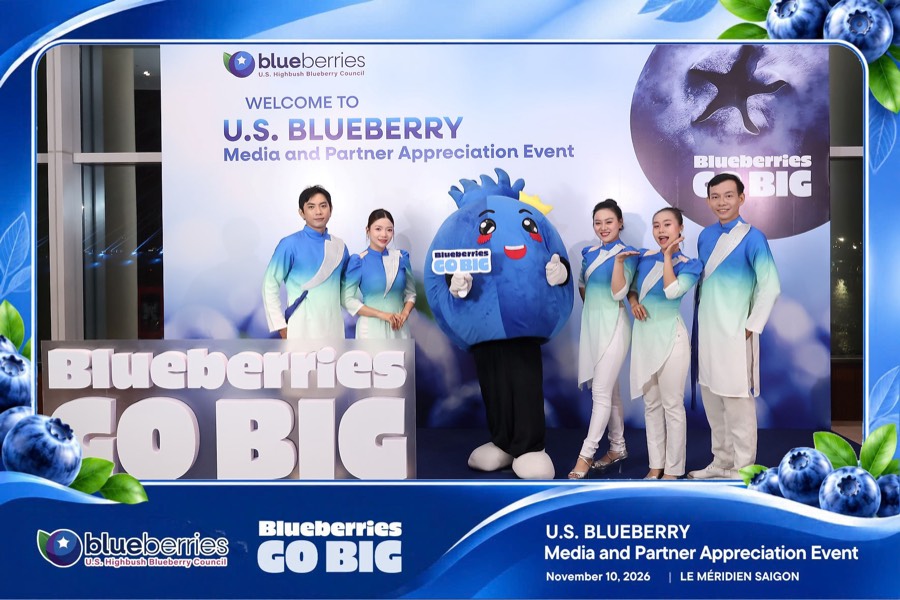 blueberries
U.S. Highbush Blueberry Council
WELCOME TO
U.S. BLUEBERRY
Media and Partner Appreciation Event
Blueberries
GO BIG
Blueberries
GO BIG
Blueberries
GO BIG
blueberries
U.S. Highbush Blueberry Council
Blueberries
GO BIG
U.S. BLUEBERRY
Media and Partner Appreciation Event
November 10, 2026 | LE MÉRIDIEN SAIGON